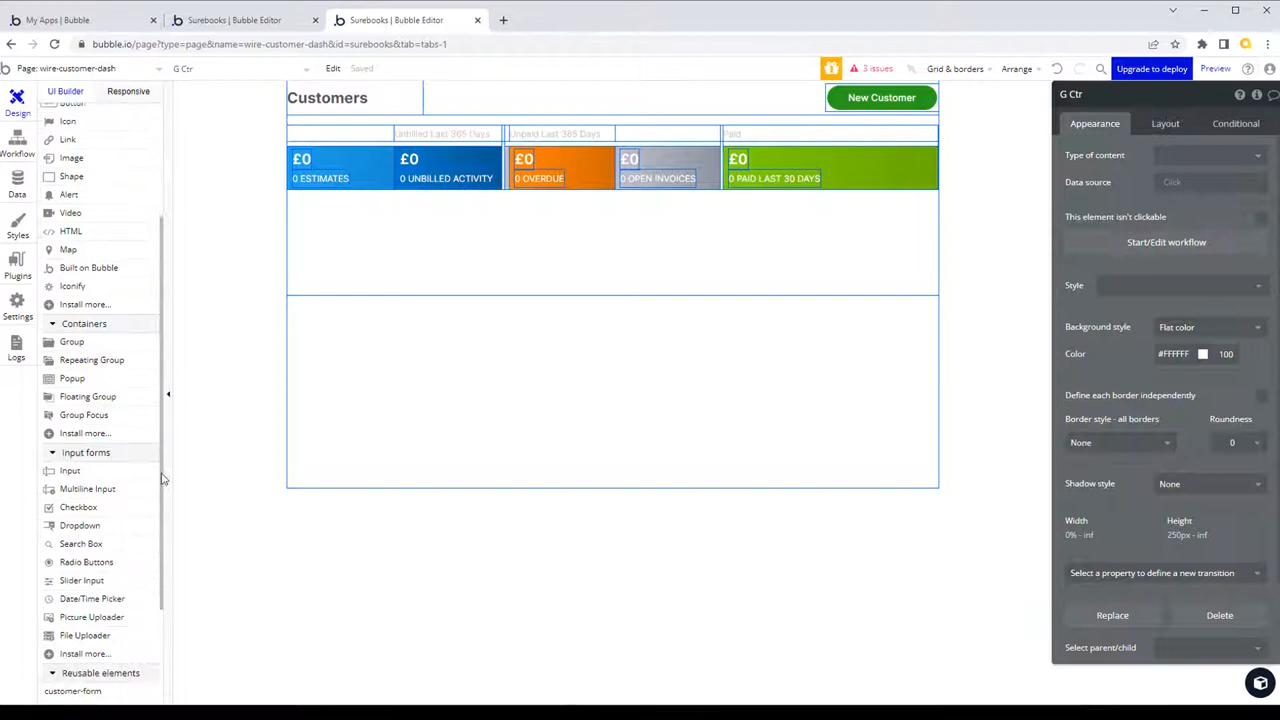 My Apps | Bubble
Surebooks | Bubble Editor
Surebooks | Bubble Editor
bubble.io/page?type=page&name=wire-customer-dash&id=surebooks&tab=tabs-1
Page: wire-customer-dash
G Ctr
Edit
Saved
3 issues
Grid & borders
Arrange
Upgrade to deploy
Preview
Design
Workflow
Data
Styles
Plugins
Settings
Logs
UI Builder
Responsive
Button
Icon
Link
Image
Shape
Alert
Video
HTML
Map
Built on Bubble
Iconify
Install more...
Containers
Group
Repeating Group
Popup
Floating Group
Group Focus
Install more...
Input forms
Input
Multiline Input
Checkbox
Dropdown
Search Box
Radio Buttons
Slider Input
Date/Time Picker
Picture Uploader
File Uploader
Install more...
Reusable elements
customer-form
Customers
New Customer
Unbilled Last 365 Days
Unpaid Last 365 Days
Paid
£0
0 ESTIMATES
£0
0 UNBILLED ACTIVITY
£0
0 OVERDUE
£0
0 OPEN INVOICES
£0
0 PAID LAST 30 DAYS
G Ctr
Appearance
Layout
Conditional
Type of content
Data source
Click
This element isn't clickable
Start/Edit workflow
Style
Background style
Flat color
Color
#FFFFFF
100
Define each border independently
Border style - all borders
Roundness
None
0
Shadow style
None
Width
Height
0% - inf
250px - inf
Select a property to define a new transition
Replace
Delete
Select parent/child